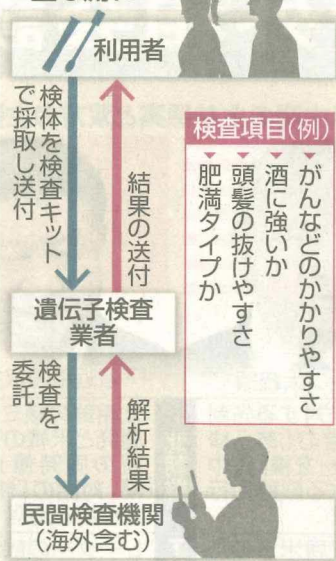 利用者
検体を検査キット
で採取し送付
結果の送付
検査項目(例)
がんなどのかかりやすさ
酒に強いか
頭髪の抜けやすさ
肥満タイプか
遺伝子検査
業者
検査を
委託
解析結果
民間検査機関
(海外含む)